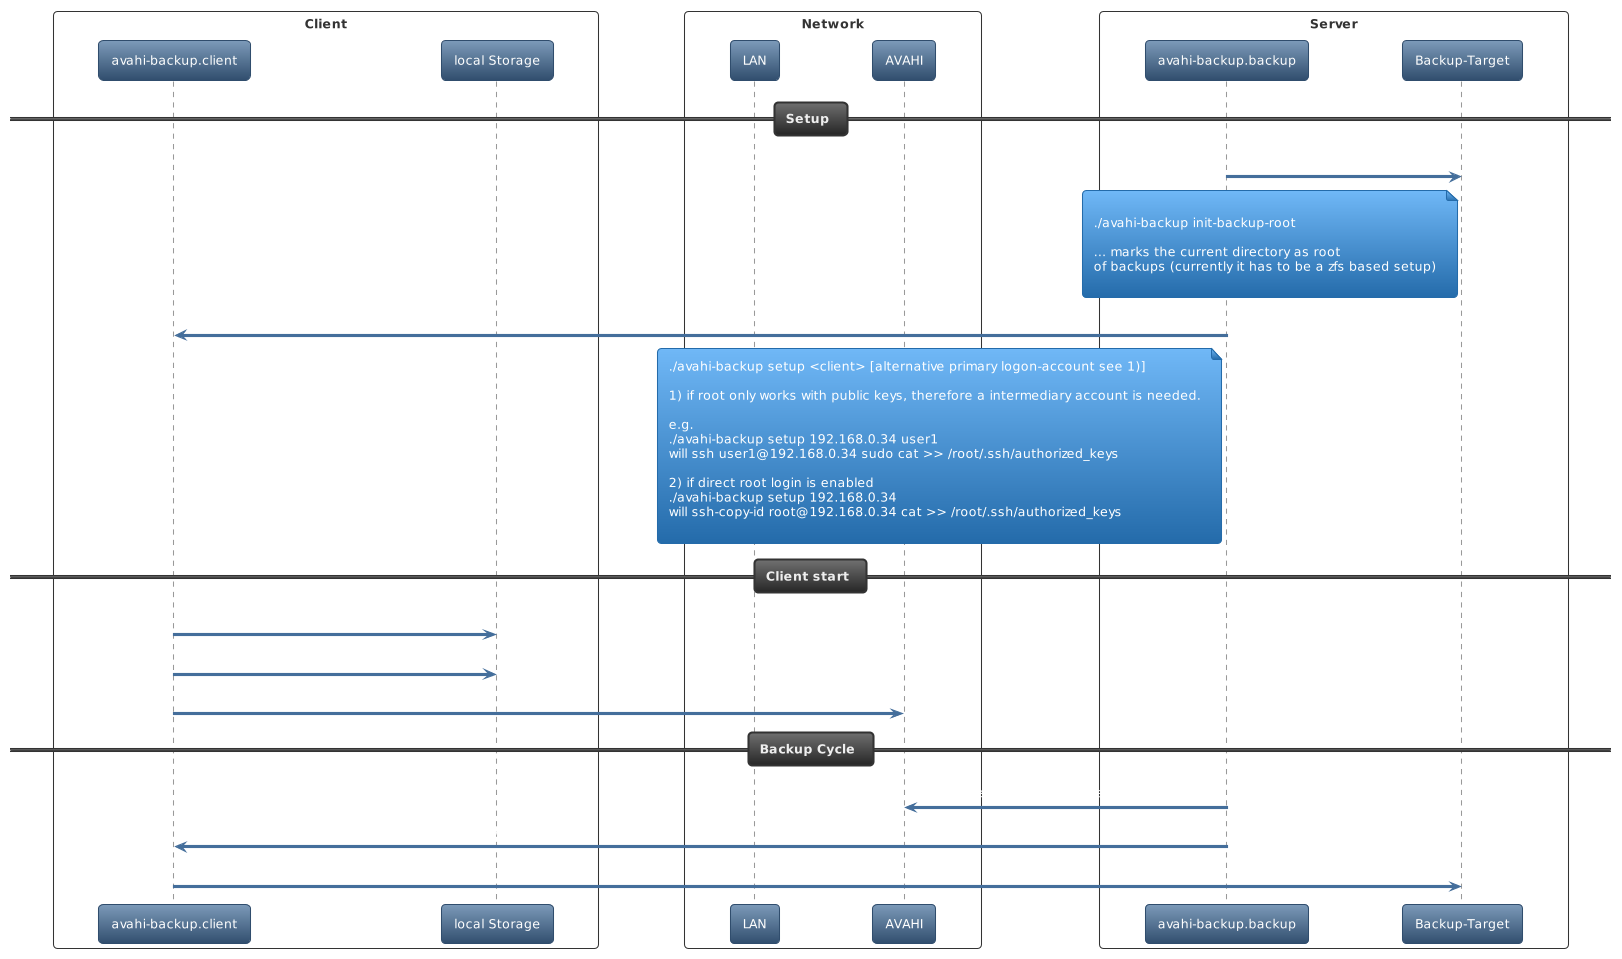 Client
Network
Server
avahi-backup.client
local Storage
LAN
AVAHI
avahi-backup.backup
Backup-Target
Setup
./avahi-backup init-backup-root
... marks the current directory as root
of backups (currently it has to be a zfs based setup)
./avahi-backup setup <client> [alternative primary logon-account see 1)]
1) if root only works with public keys, therefore a intermediary account is needed.
e.g.
./avahi-backup setup 192.168.0.34 user1
will ssh user1@192.168.0.34 sudo cat >> /root/.ssh/authorized_keys
2) if direct root login is enabled
./avahi-backup setup 192.168.0.34
will ssh-copy-id root@192.168.0.34 cat >> /root/.ssh/authorized_keys
Client start
Backup Cycle
avahi-backup.client
local Storage
LAN
AVAHI
avahi-backup.backup
Backup-Target